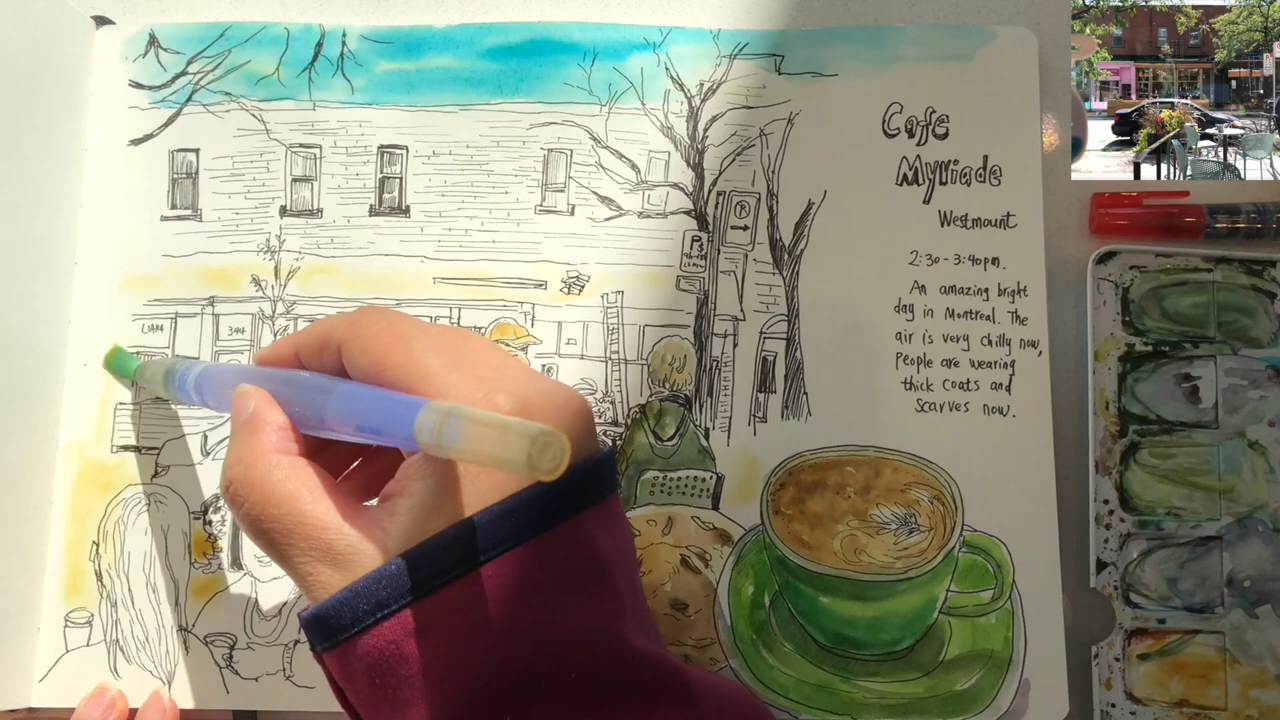 Cafe
Myriade
Westmount
2:30-3:40pm.
An amazing bright
day in Montreal. The
air is very chilly now,
People are wearing
thick coats and
scarves now.
344